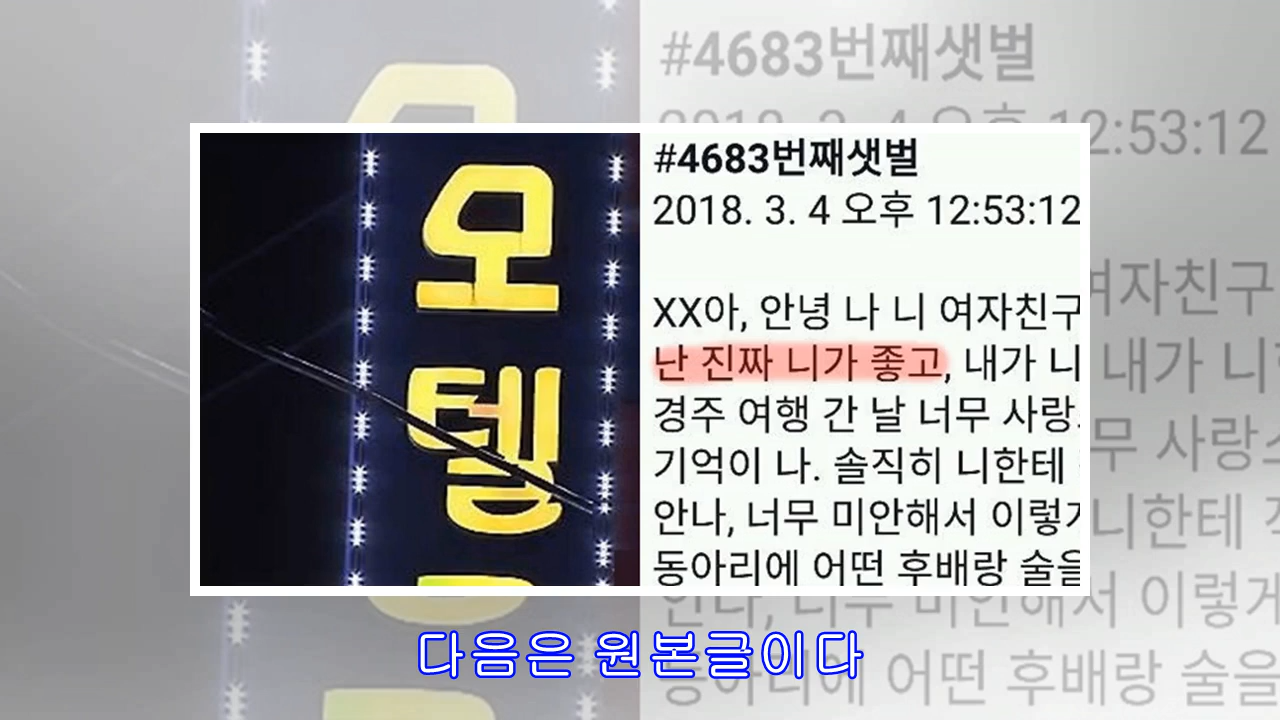 모텔
#4683번째샛벌
2018. 3. 4 오후 12:53:12
XX아, 안녕 나 니 여자친구
난 진짜 니가 좋고, 내가 니
경주 여행 간 날 너무 사랑
기억이 나. 솔직히 니한테
안나, 너무 미안해서 이렇게
동아리에 어떤 후배랑 술을
다음은 원본글이다